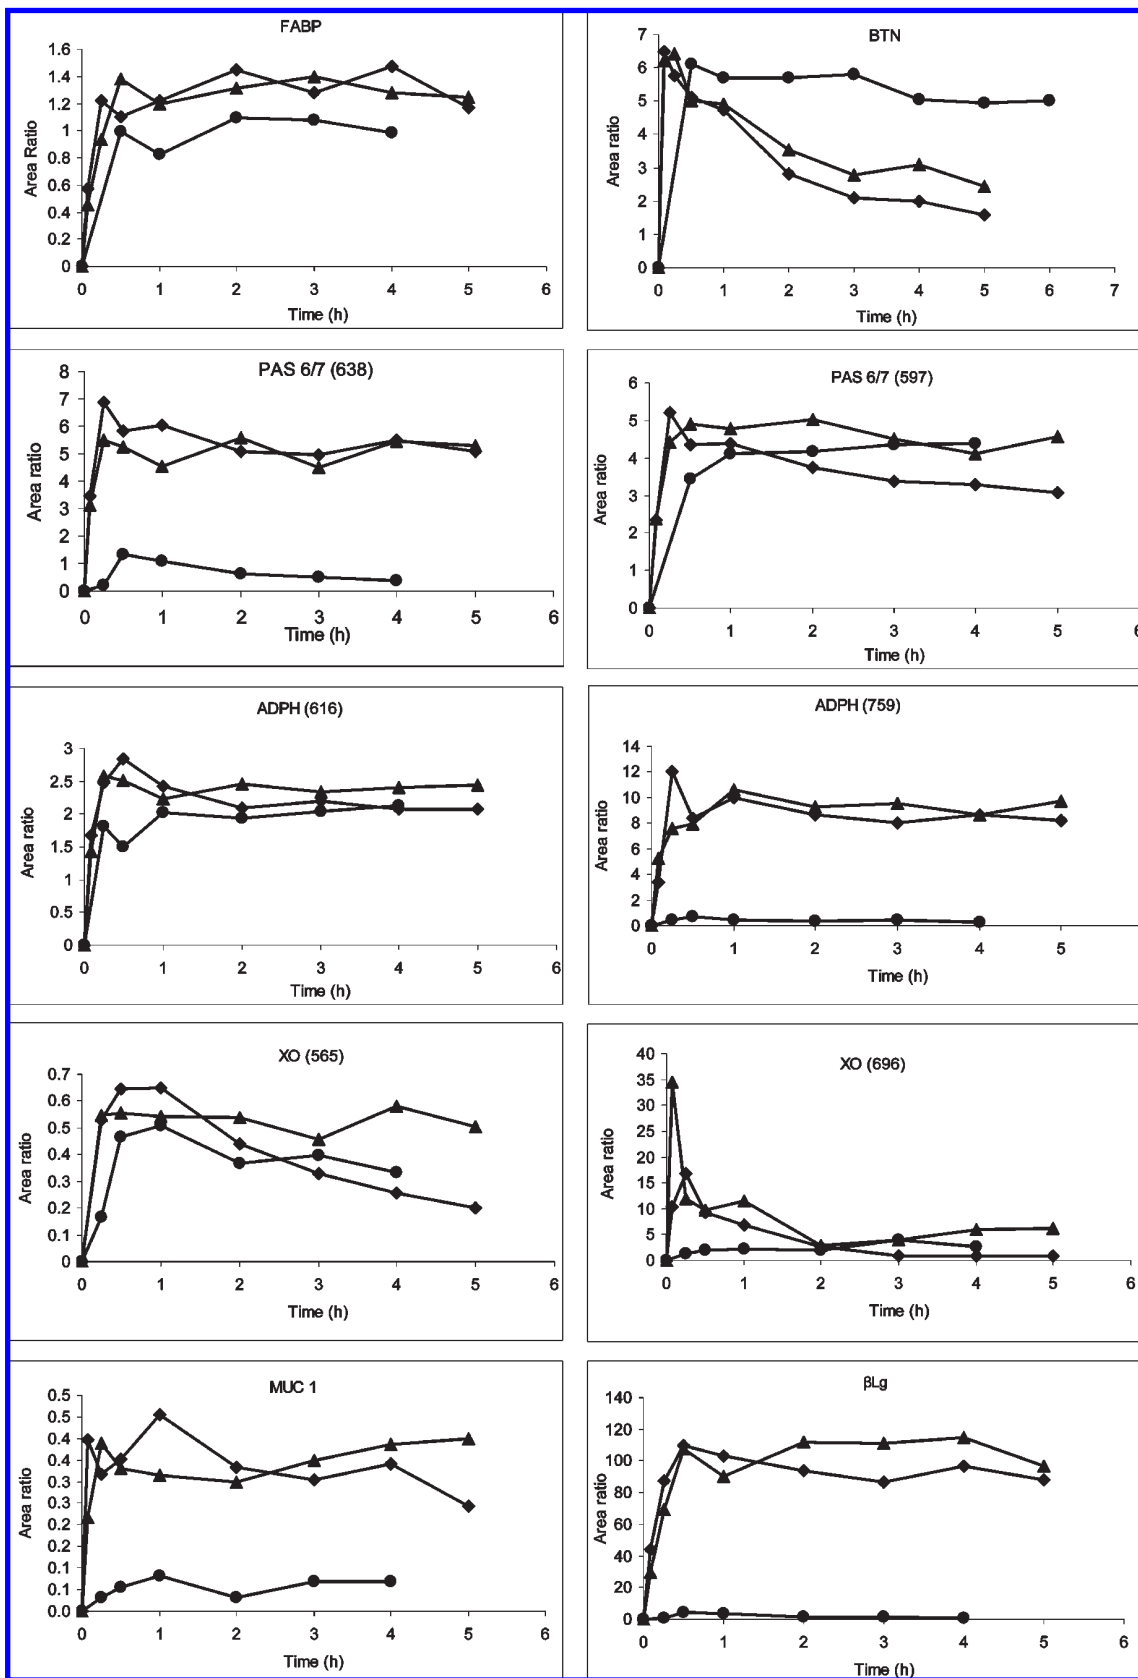 FABP
1.6
1.4
1.2
1
0.8
0.6
0.4
0.2
0
Area Ratio
0 1 2 3 4 5 6
Time (h)
BTN
7
6
5
4
3
2
1
0
Area ratio
0 1 2 3 4 5 6 7
Time (h)
PAS 6/7 (638)
8
7
6
5
4
3
2
1
0
Area ratio
0 1 2 3 4 5 6
Time (h)
PAS 6/7 (597)
6
5
4
3
2
1
0
Area ratio
0 1 2 3 4 5 6
Time (h)
ADPH (616)
3
2.5
2
1.5
1
0.5
0
Area ratio
0 1 2 3 4 5 6
Time (h)
ADPH (759)
14
12
10
8
6
4
2
0
Area ratio
0 1 2 3 4 5
Time (h)
XO (565)
0.7
0.6
0.5
0.4
0.3
0.2
0.1
0
Area ratio
0 1 2 3 4 5 6
Time (h)
XO (696)
40
35
30
25
20
15
10
5
0
Area ratio
0 1 2 3 4 5 6
Time (h)
MUC 1
0.5
0.5
0.4
0.4
0.3
0.3
0.2
0.2
0.1
0.1
0.0
Area ratio
0 1 2 3 4 5 6
Time (h)
βLg
140
120
100
80
60
40
20
0
Area ratio
0 1 2 3 4 5 6
Time (h)